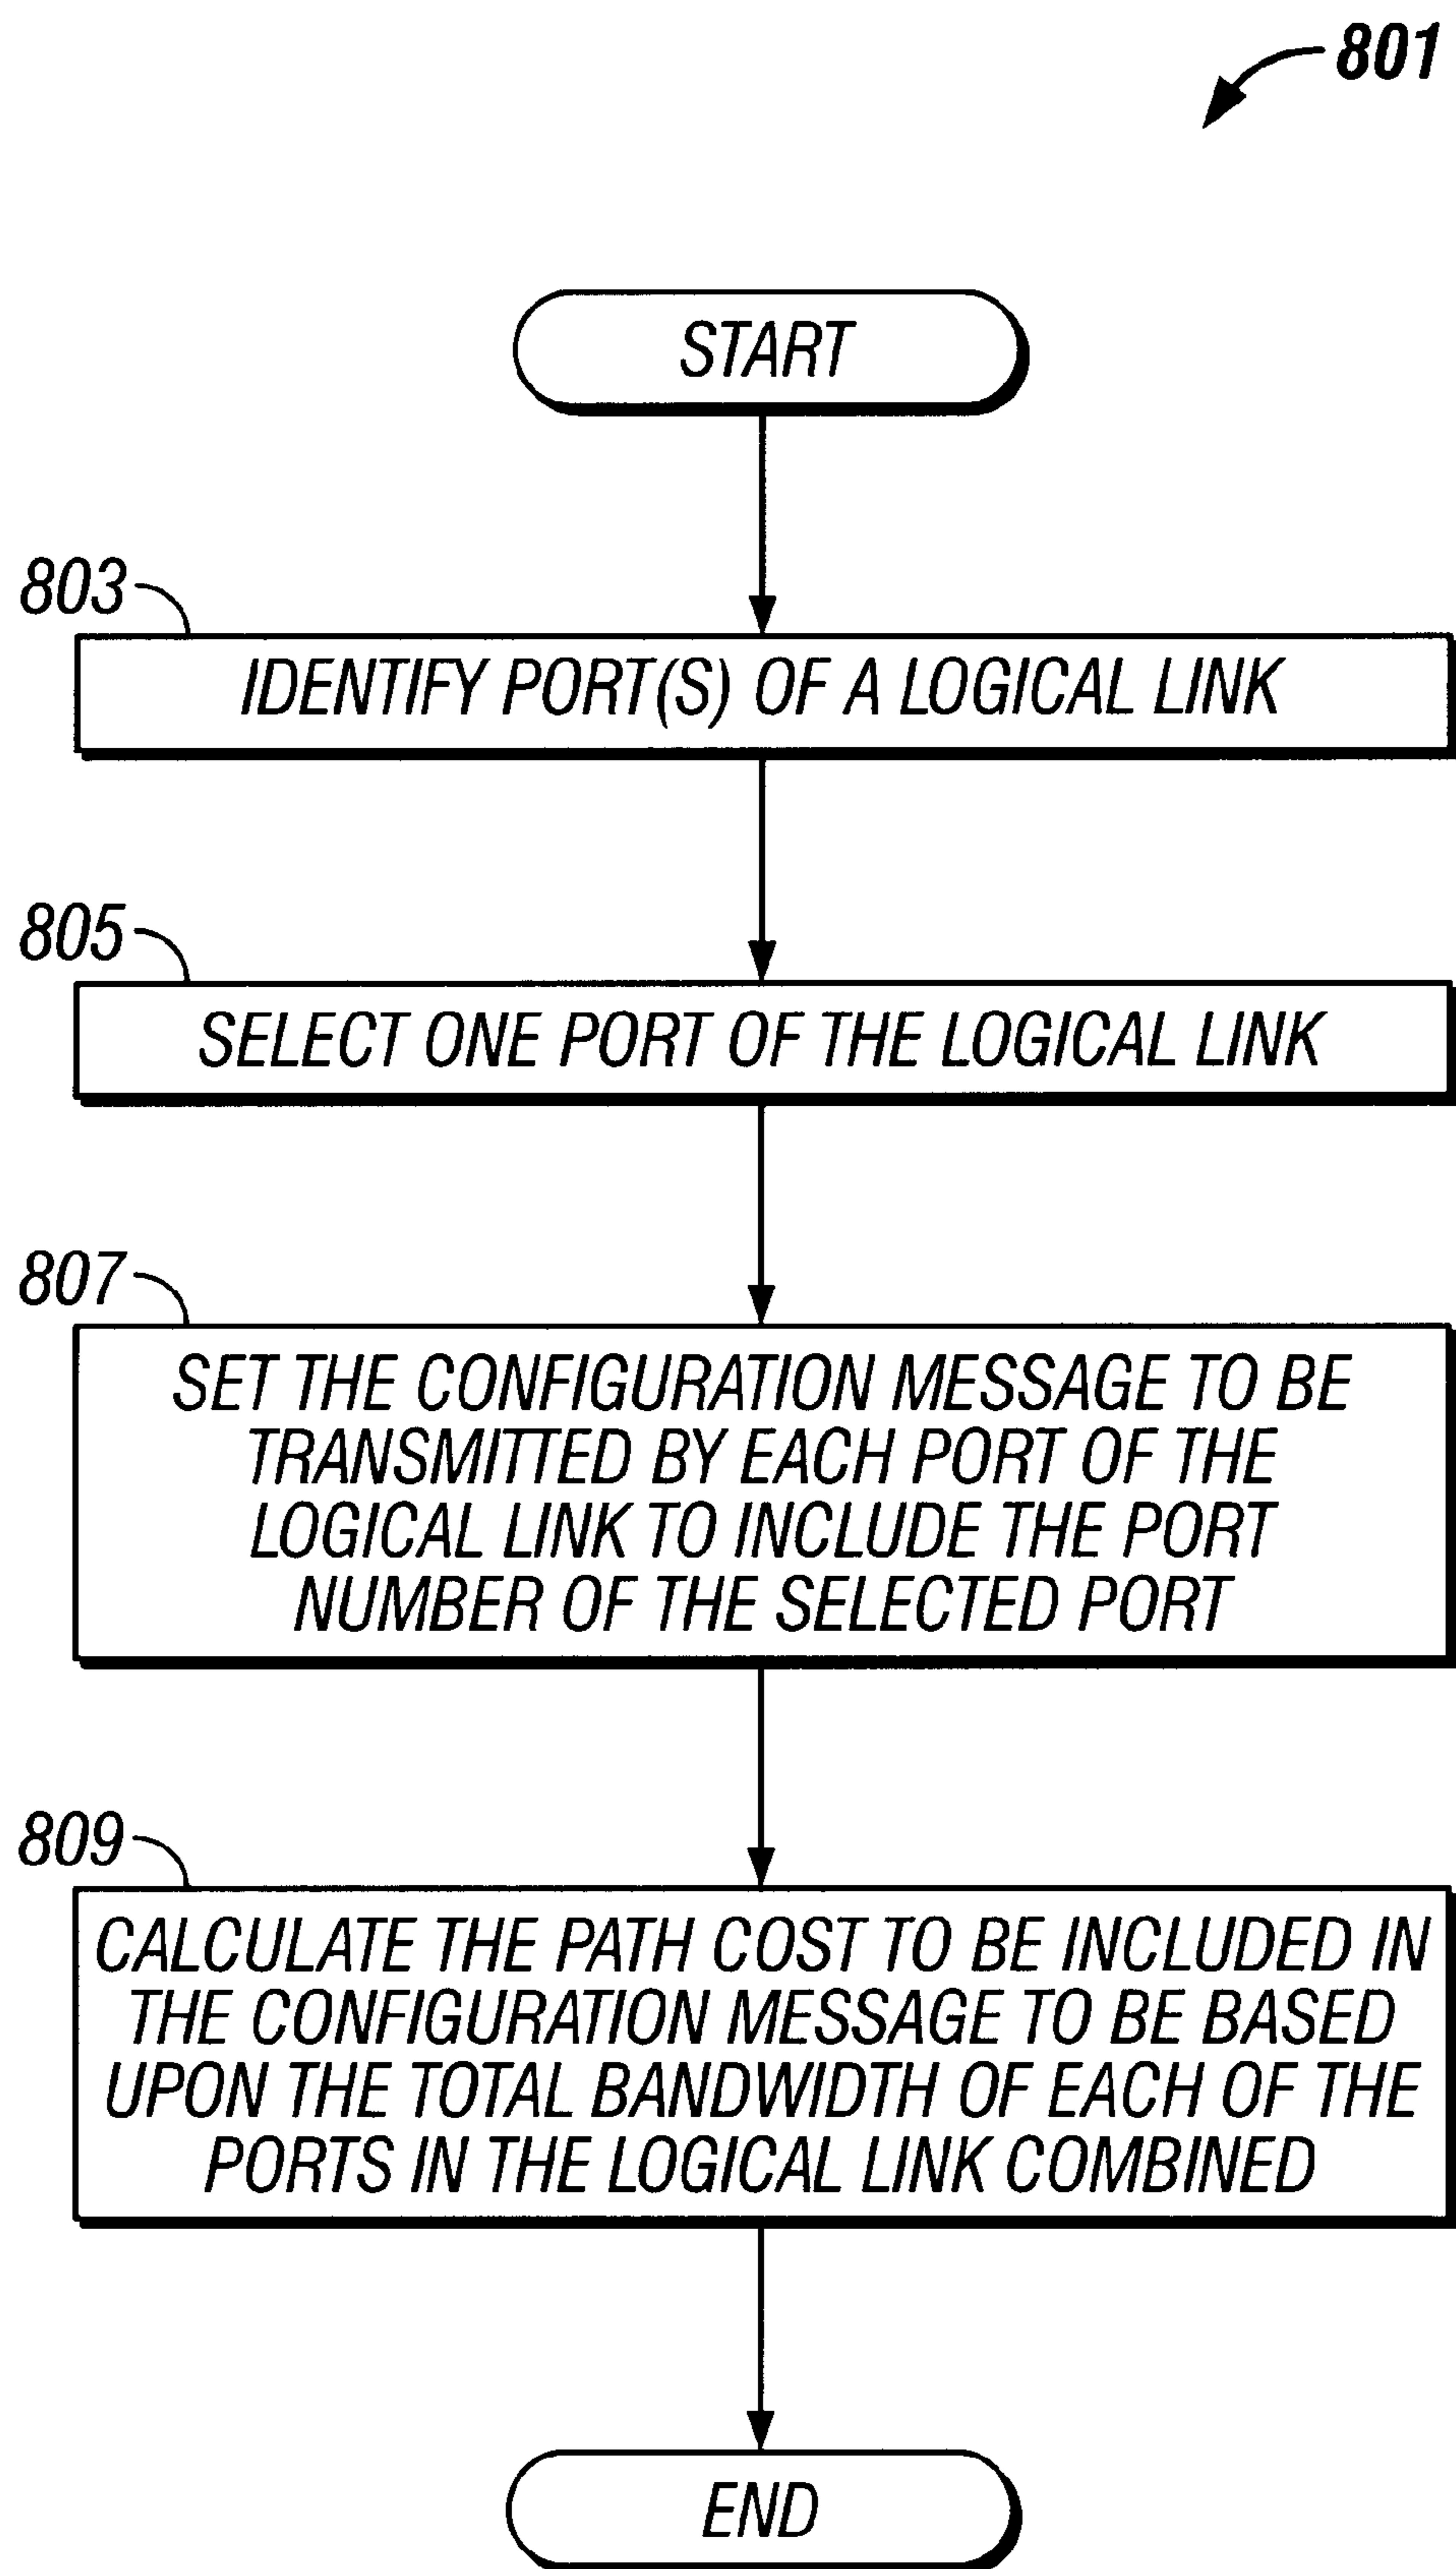 801
START
803
IDENTIFY PORT(S) OF A LOGICAL LINK
805
SELECT ONE PORT OF THE LOGICAL LINK
807
SET THE CONFIGURATION MESSAGE TO BE
TRANSMITTED BY EACH PORT OF THE
LOGICAL LINK TO INCLUDE THE PORT
NUMBER OF THE SELECTED PORT
809
CALCULATE THE PATH COST TO BE INCLUDED IN
THE CONFIGURATION MESSAGE TO BE BASED
UPON THE TOTAL BANDWIDTH OF EACH OF THE
PORTS IN THE LOGICAL LINK COMBINED
END